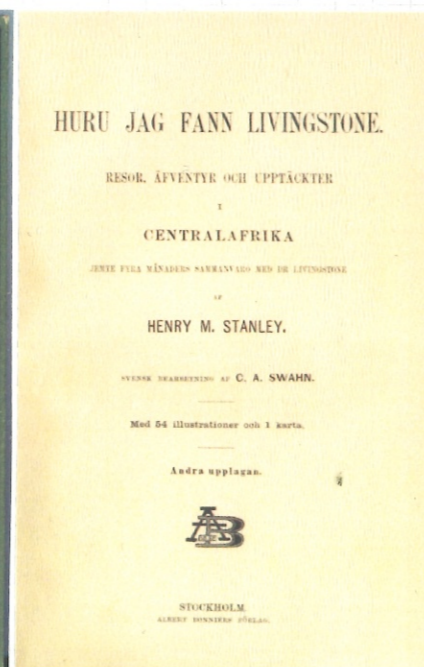 HURU JAG FANN LIVINGSTONE.
RESOR, ÄFVENTYR OCH UPPTÄCKTER
I
CENTRALAFRIKA
JEMTE FYRA MÅNADERS SAMMANVARO MED DR LIVINGSTONE
AF
HENRY M. STANLEY.
SVENSK BEARBETNING AF C. A. SWAHN.
Med 54 illustrationer och 1 karta.
Andra upplagan.
STOCKHOLM.
ALBERT BONNIERS FÖRLAG.